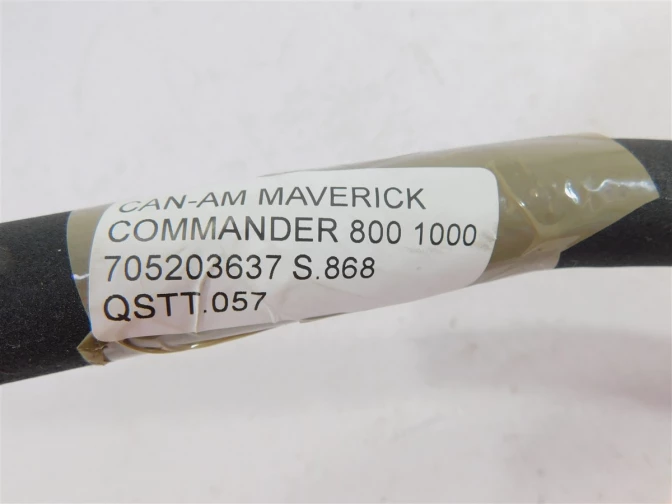 CAN-AM MAVERICK
COMMANDER 800 1000
705203637 S.868
QSTT.057